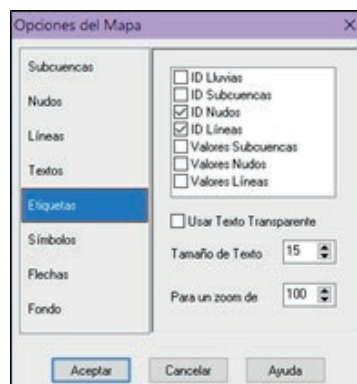 Opciones del Mapa
Subcuencas
Nudos
Líneas
Textos
Etiquetas
Símbolos
Flechas
Fondo
ID Lluvias
ID Subcuencas
ID Nudos
ID Líneas
Valores Subcuencas
Valores Nudos
Valores Líneas
Usar Texto Transparente
Tamaño de Texto 15
Para un zoom de 100
Aceptar Cancelar Ayuda